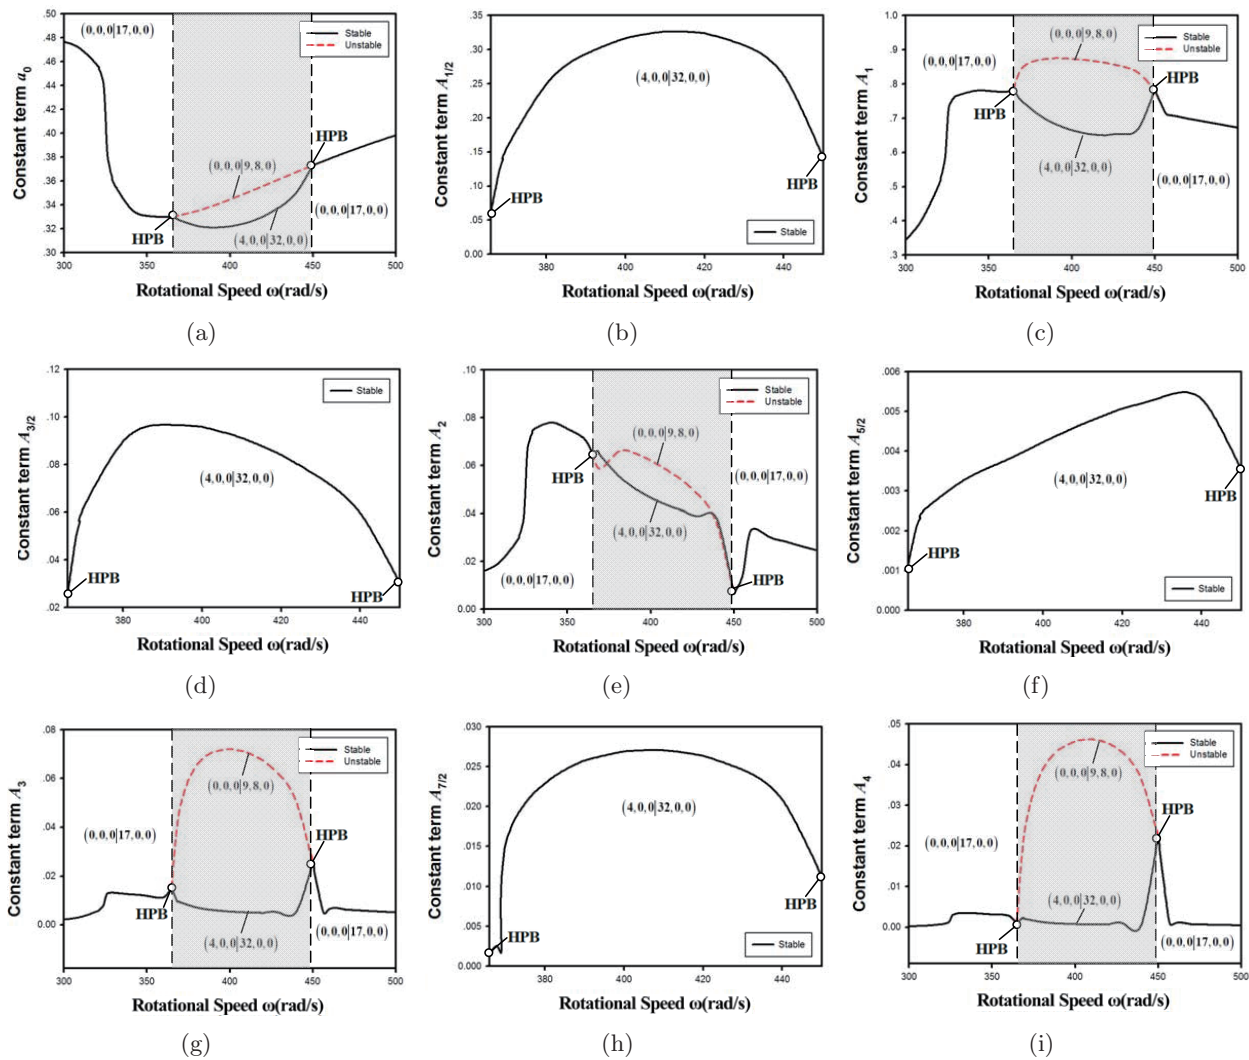 Constant term a0
.50
.48
.46
.44
.42
.40
.38
.36
.34
.32
.30
(0,0,0|17,0,0)
Stable
Unstable
HPB
(0,0,0|9,8,0)
(0,0,0|17,0,0)
HPB
(4,0,0|32,0,0)
300 350 400 450 500
Rotational Speed ω(rad/s)
(a)
Constant term A1/2
.35
.30
.25
.20
.15
.10
.05
0.00
(4,0,0|32,0,0)
HPB
HPB
Stable
380 400 420 440
Rotational Speed ω(rad/s)
(b)
Constant term A1
1.0
.9
.8
.7
.6
.5
.4
.3
(0,0,0|9,8,0)
Stable
Unstable
(0,0,0|17,0,0)
HPB
HPB
(4,0,0|32,0,0)
(0,0,0|17,0,0)
300 350 400 450 500
Rotational Speed ω(rad/s)
(c)
Constant term A3/2
.12
.10
.08
.06
.04
.02
Stable
(4,0,0|32,0,0)
HPB
HPB
380 400 420 440
Rotational Speed ω(rad/s)
(d)
Constant term A2
.10
.08
.06
.04
.02
0.00
Stable
Unstable
(0,0,0|9,8,0)
HPB
(0,0,0|17,0,0)
(4,0,0|32,0,0)
(0,0,0|17,0,0)
HPB
300 350 400 450 500
Rotational Speed ω(rad/s)
(e)
Constant term A5/2
.006
.005
.004
.003
.002
.001
0.000
(4,0,0|32,0,0)
HPB
HPB
Stable
380 400 420 440
Rotational Speed ω(rad/s)
(f)
Constant term A3
.08
.06
.04
.02
0.00
Stable
Unstable
(0,0,0|9,8,0)
(0,0,0|17,0,0)
HPB
HPB
(4,0,0|32,0,0)
(0,0,0|17,0,0)
300 350 400 450 500
Rotational Speed ω(rad/s)
(g)
Constant term A7/2
.030
.025
.020
.015
.010
.005
0.000
(4,0,0|32,0,0)
HPB
HPB
Stable
380 400 420 440
Rotational Speed ω(rad/s)
(h)
Constant term A4
.05
.04
.03
.02
.01
0.00
Stable
Unstable
(0,0,0|9,8,0)
HPB
(0,0,0|17,0,0)
(4,0,0|32,0,0)
HPB
(0,0,0|17,0,0)
300 350 400 450 500
Rotational Speed ω(rad/s)
(i)